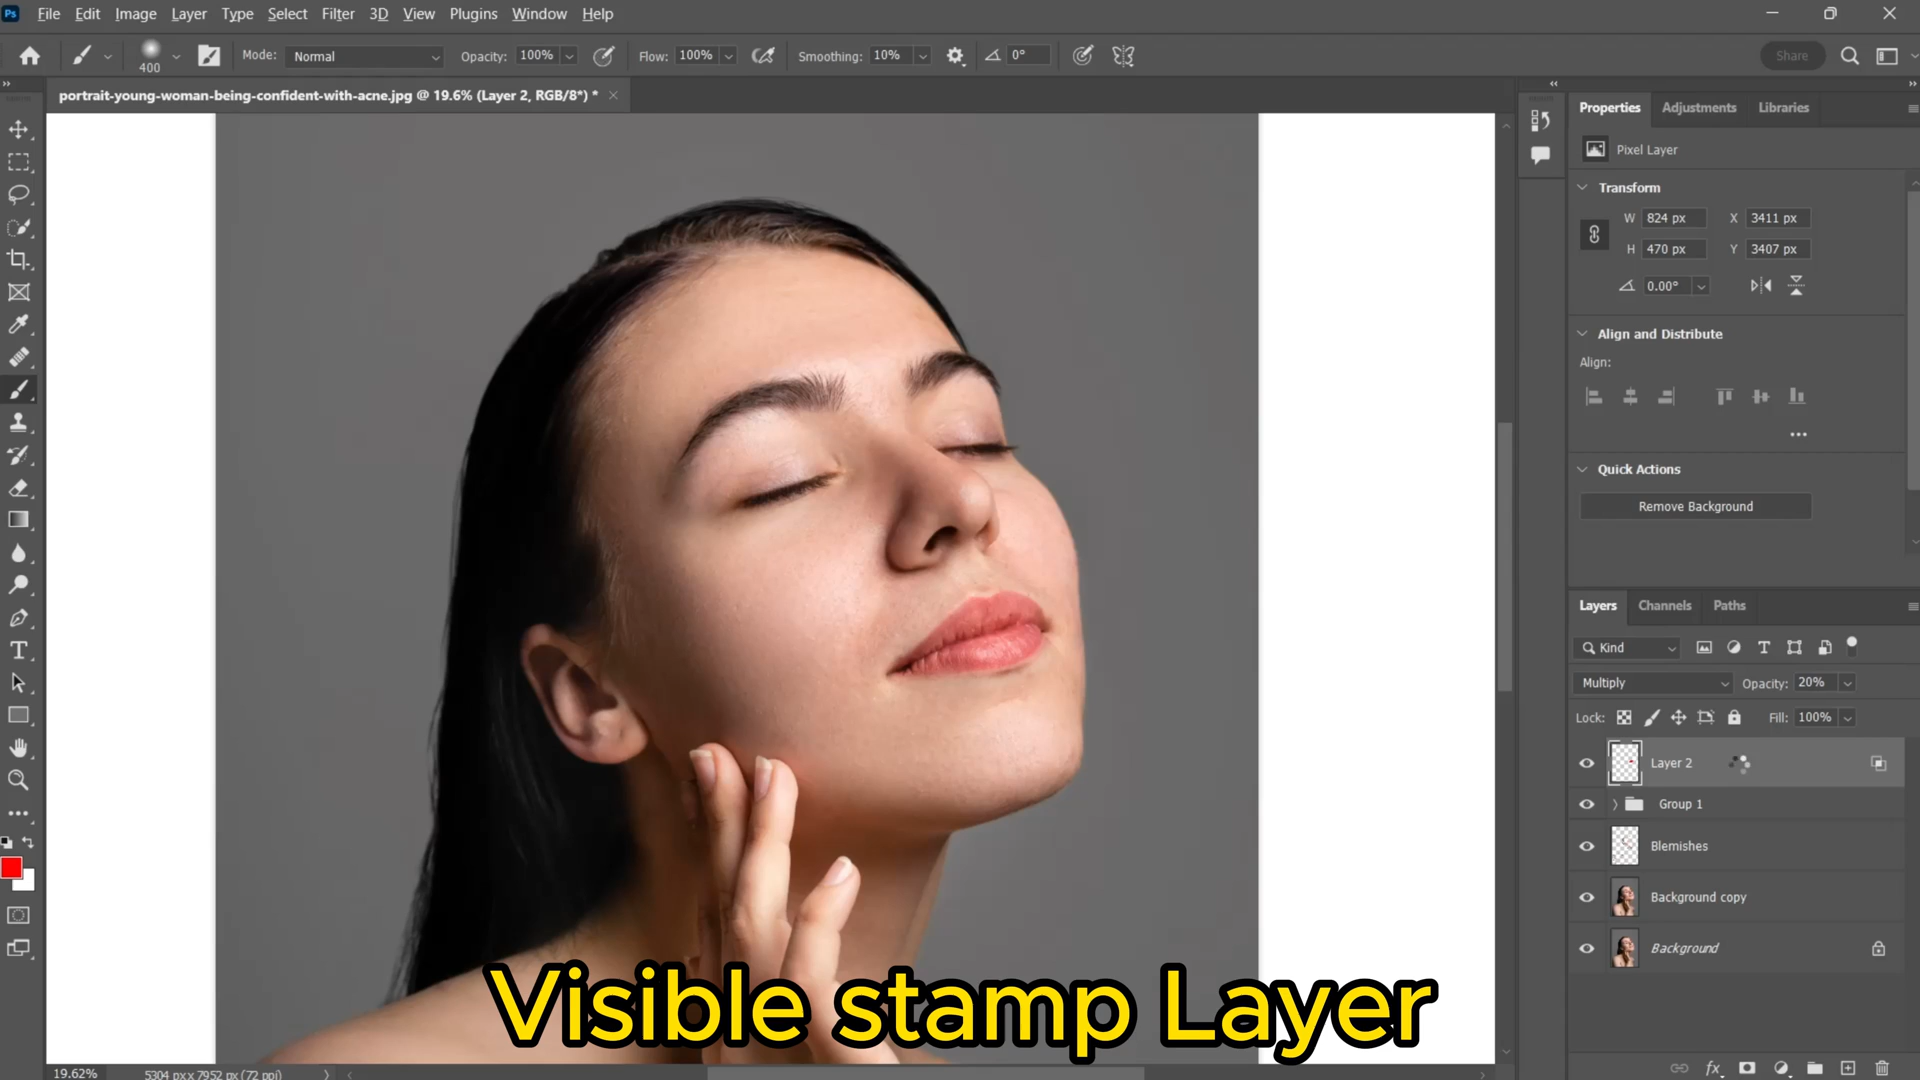 Ps File Edit Image Layer Type Select Filter 3D View Plugins Window Help
400 Mode: Normal Opacity: 100% Flow: 100% Smoothing: 10% 0° Share
portrait-young-woman-being-confident-with-acne.jpg @ 19.6% (Layer 2, RGB/8*) *
Properties Adjustments Libraries
Pixel Layer
Transform
W 824 px X 3411 px
H 470 px Y 3407 px
0.00°
Align and Distribute
Align:
Quick Actions
Remove Background
Layers Channels Paths
Kind
Multiply Opacity: 20%
Lock: Fill: 100%
Layer 2
Group 1
Blemishes
Background copy
Background
Visible stamp Layer
19.62% 5304 px x 7952 px (72 ppi)